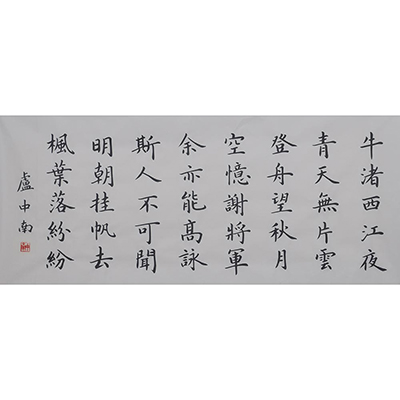 牛渚西江夜
青天無片雲
登舟望秋月
空憶謝將軍
余亦能高詠
斯人不可聞
明朝挂帆去
楓葉落紛紛
盧中南